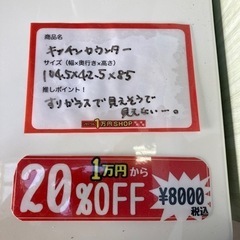 商品名
キッチンカウンター
サイズ(幅×奥行き×高さ)
104.5×42.5×85
推しポイント!
すりガラスで見えそうで
見えないー。
1万円SHOP
1万円から
20%OFF
¥8000
税込